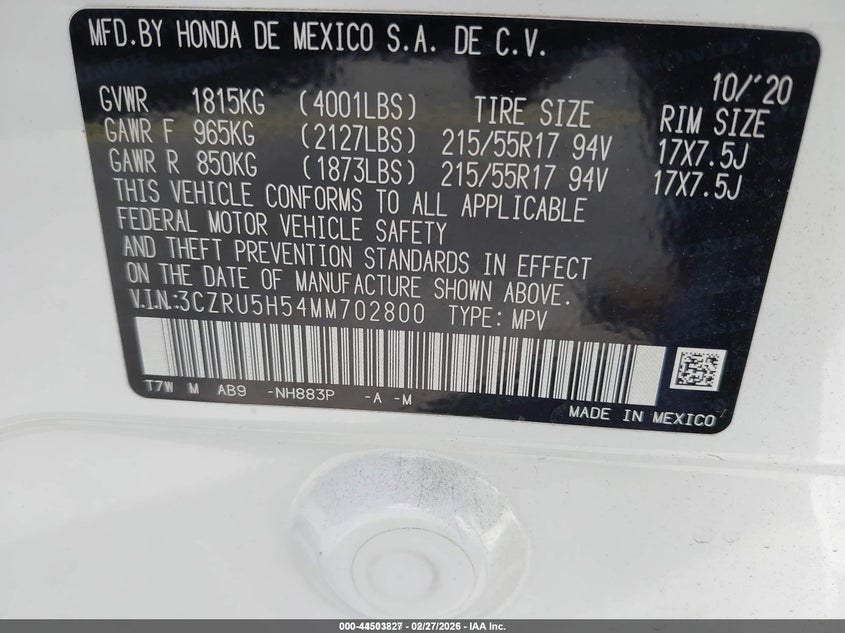 MFD.BY HONDA DE MEXICO S.A. DE C.V.
10/'20
GVWR 1815KG (4001LBS) TIRE SIZE RIM SIZE
GAWR F 965KG (2127LBS) 215/55R17 94V 17X7.5J
GAWR R 850KG (1873LBS) 215/55R17 94V 17X7.5J
THIS VEHICLE CONFORMS TO ALL APPLICABLE
FEDERAL MOTOR VEHICLE SAFETY
AND THEFT PREVENTION STANDARDS IN EFFECT
ON THE DATE OF MANUFACTURE SHOWN ABOVE.
V.I.N.:3CZRU5H54MM702800 TYPE: MPV
T7W M AB9 -NH883P -A -M
MADE IN MEXICO
000-44503827 - 02/27/2026 - IAA Inc.